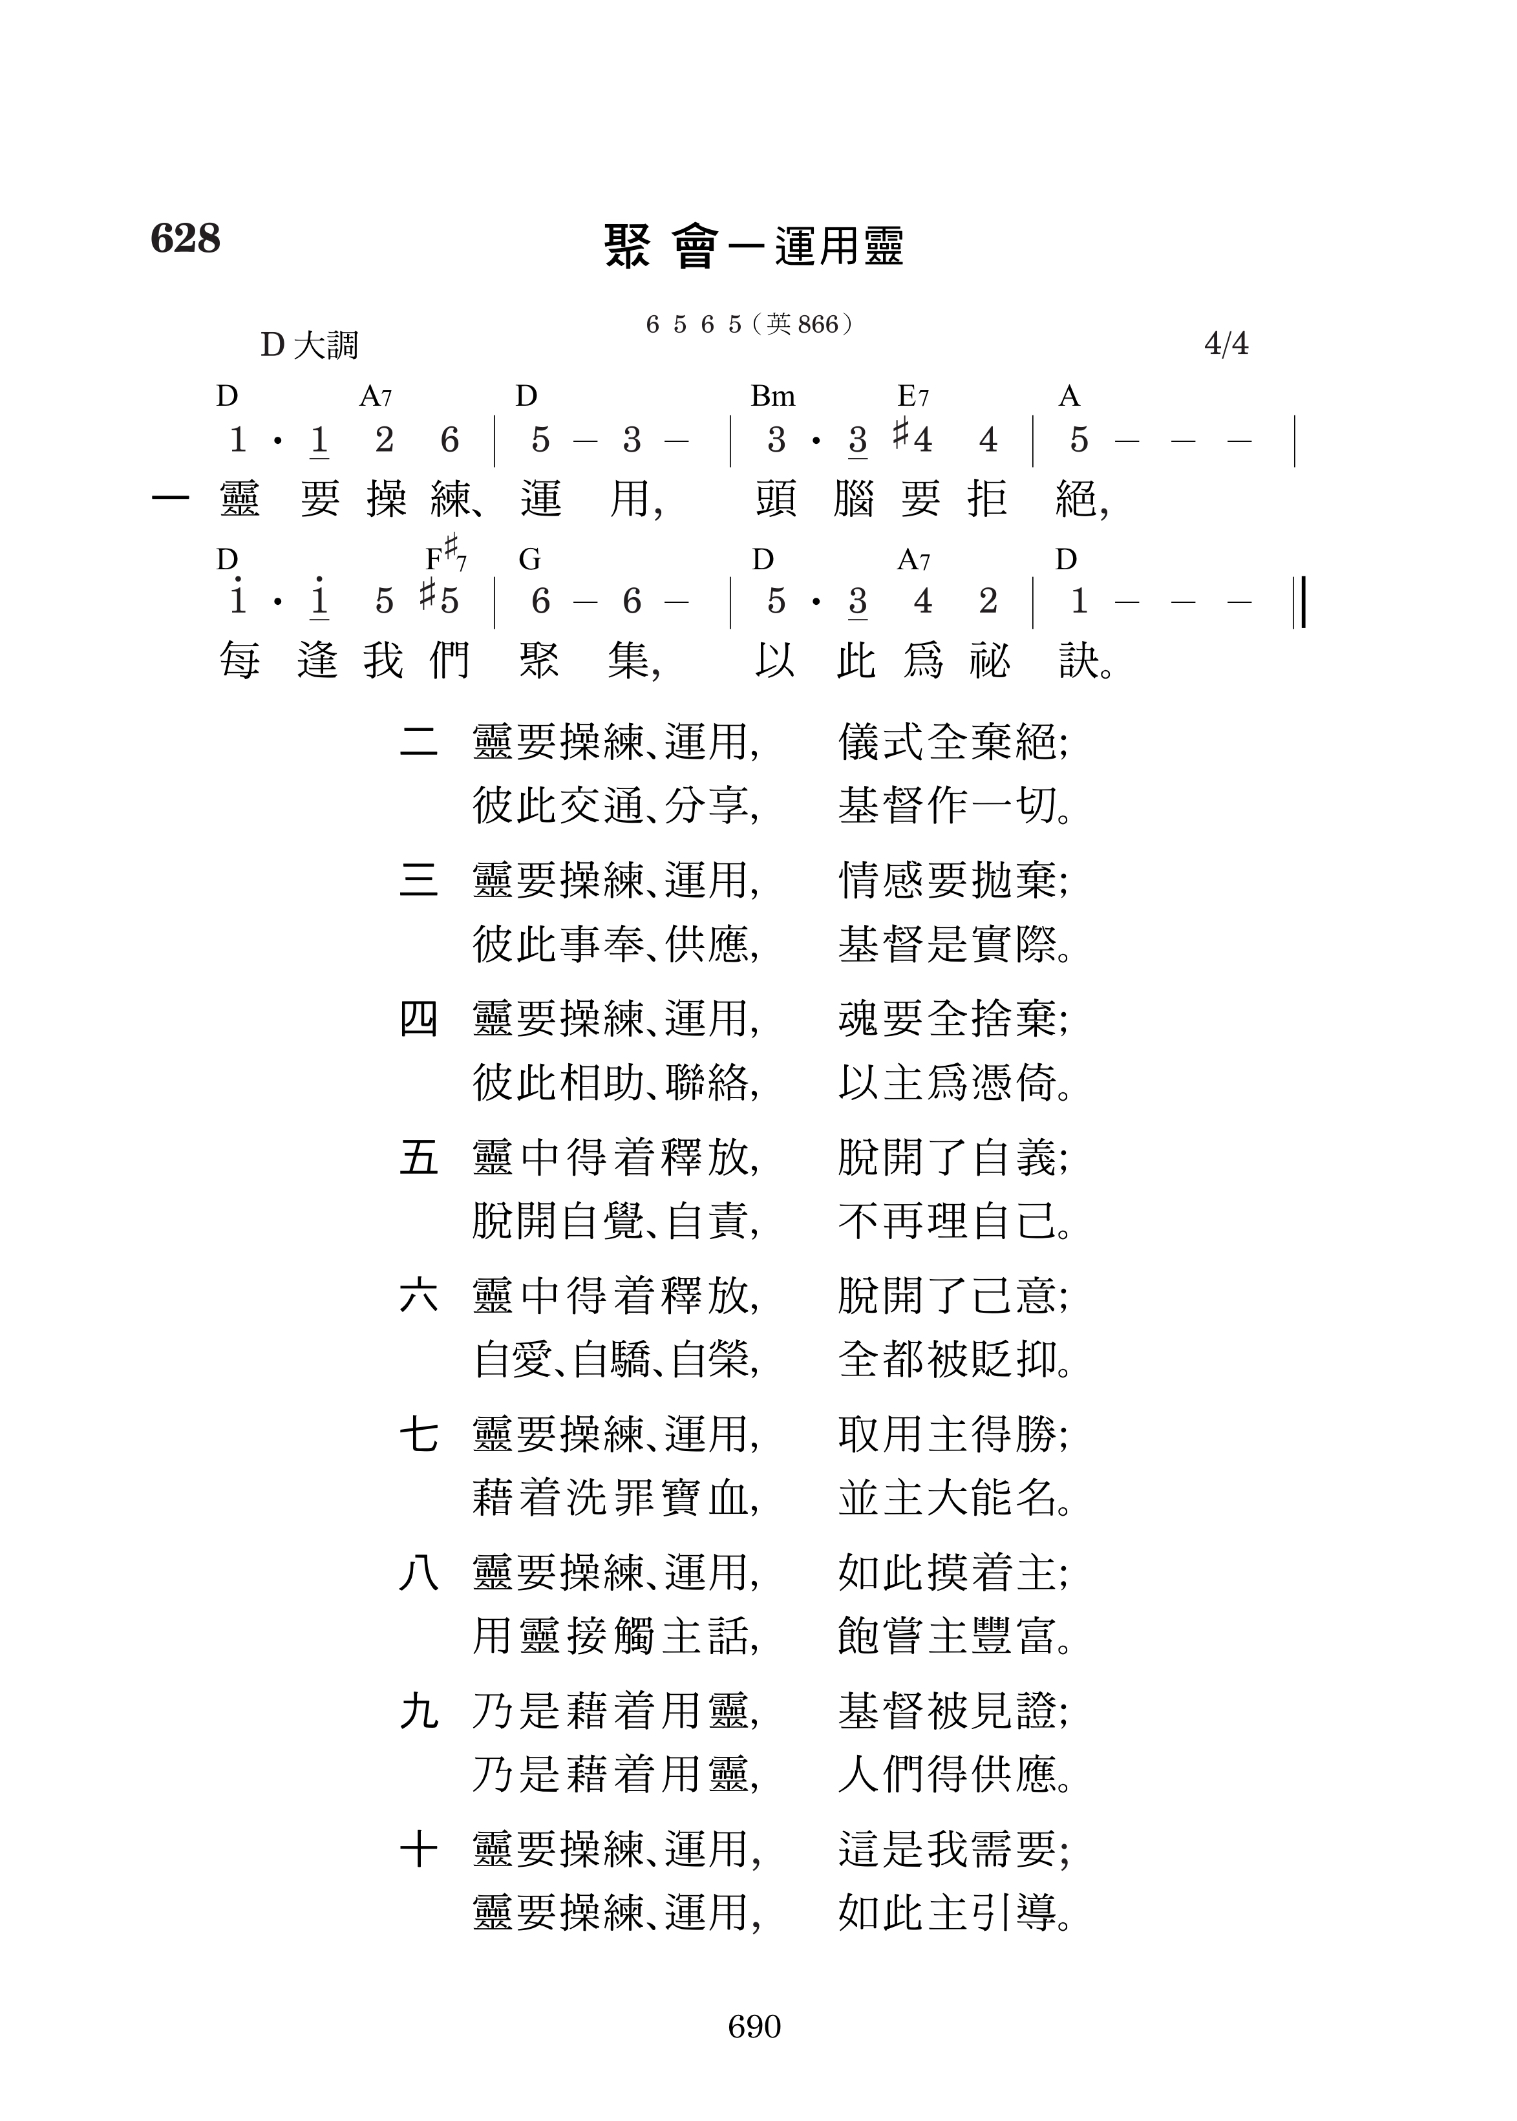 628
聚 會－運用靈
6 5 6 5（英866）
D 大調 4/4
D A7 D Bm E7 A
1 · 1 2 6 | 5 – 3 – | 3 · 3 ♯4 4 | 5 – – – |
一 靈 要 操 練、運 用， 頭 腦 要 拒 絕，
D F♯7 G D A7 D
i · i 5 ♯5 | 6 – 6 – | 5 · 3 4 2 | 1 – – – ‖
每 逢 我 們 聚 集， 以 此 爲 祕 訣。
二 靈要操練、運用， 儀式全棄絕；
彼此交通、分享， 基督作一切。
三 靈要操練、運用， 情感要拋棄；
彼此事奉、供應， 基督是實際。
四 靈要操練、運用， 魂要全捨棄；
彼此相助、聯絡， 以主爲憑倚。
五 靈中得着釋放， 脫開了自義；
脫開自覺、自責， 不再理自己。
六 靈中得着釋放， 脫開了己意；
自愛、自驕、自榮， 全都被貶抑。
七 靈要操練、運用， 取用主得勝；
藉着洗罪寶血， 並主大能名。
八 靈要操練、運用， 如此摸着主；
用靈接觸主話， 飽嘗主豐富。
九 乃是藉着用靈， 基督被見證；
乃是藉着用靈， 人們得供應。
十 靈要操練、運用， 這是我需要；
靈要操練、運用， 如此主引導。
690